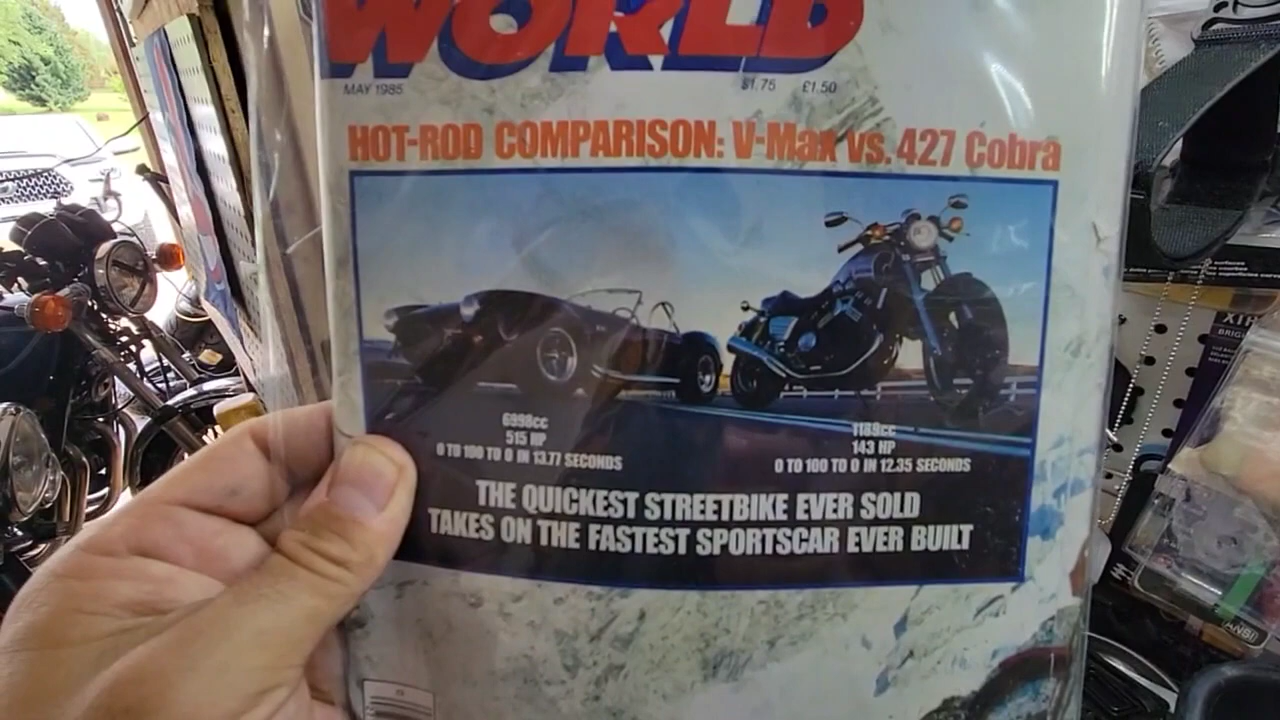 WORLD
MAY 1985 $1.75 £1.50
HOT-ROD COMPARISON: V-Max vs. 427 Cobra
6998cc
515 HP
0 TO 100 TO 0 IN 13.77 SECONDS
1189cc
143 HP
0 TO 100 TO 0 IN 12.35 SECONDS
THE QUICKEST STREETBIKE EVER SOLD
TAKES ON THE FASTEST SPORTSCAR EVER BUILT
ANSI